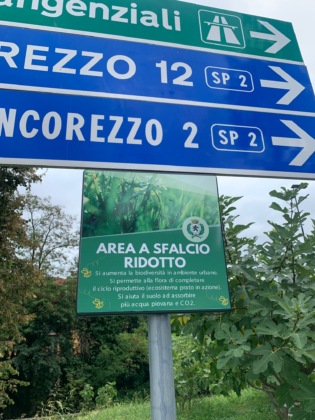 angenziali
REZZO 12 SP 2
NCOREZZO 2 SP 2
AREA A SFALCIO
RIDOTTO
Si aumenta la biodiversità in ambiente urbano.
Si permette alla flora di completare
il ciclo riproduttivo (ecosistema prato in azione).
Si aiuta il suolo ad assorbire
più acqua piovana e CO2.